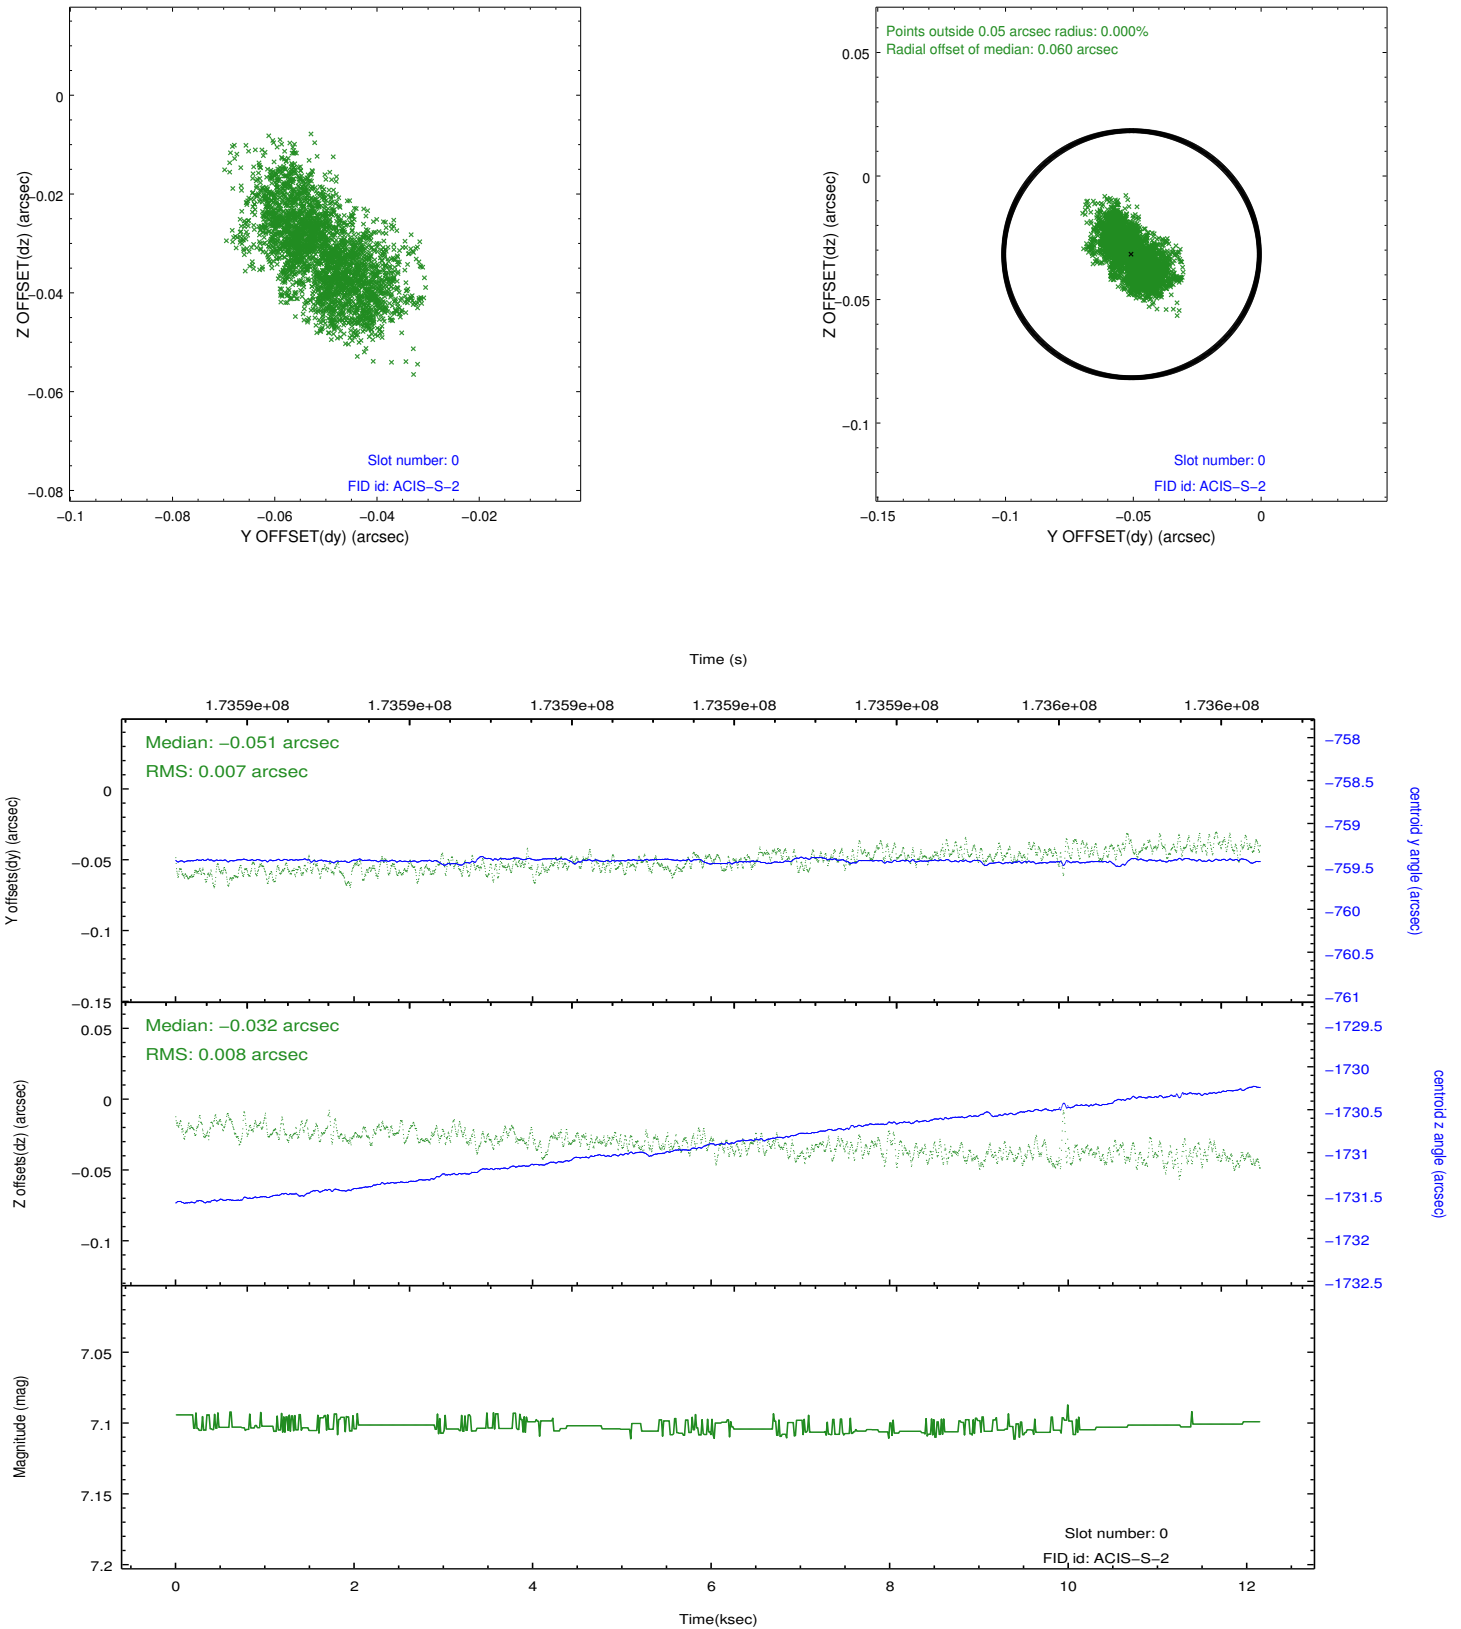 0
−0.02
−0.04
−0.06
−0.08
Z OFFSET(dz) (arcsec)
Slot number: 0
FID id: ACIS−S−2
−0.1
−0.08
−0.06
−0.04
−0.02
Y OFFSET(dy) (arcsec)
Points outside 0.05 arcsec radius: 0.000%
Radial offset of median: 0.060 arcsec
0.05
0
−0.05
−0.1
Z OFFSET(dz) (arcsec)
Slot number: 0
FID id: ACIS−S−2
−0.15
−0.1
−0.05
0
Y OFFSET(dy) (arcsec)
Time (s)
1.7359e+08
1.7359e+08
1.7359e+08
1.7359e+08
1.7359e+08
1.736e+08
1.736e+08
Median: −0.051 arcsec
RMS: 0.007 arcsec
0
−0.05
−0.1
−0.15
Y offsets(dy) (arcsec)
−758
−758.5
−759
−759.5
−760
−760.5
−761
centroid y angle (arcsec)
Median: −0.032 arcsec
RMS: 0.008 arcsec
0.05
0
−0.05
−0.1
Z offsets(dz) (arcsec)
−1729.5
−1730
−1730.5
−1731
−1731.5
−1732
−1732.5
centroid z angle (arcsec)
7.05
7.1
7.15
7.2
Magnitude (mag)
Slot number: 0
FID id: ACIS−S−2
0
2
4
6
8
10
12
Time(ksec)